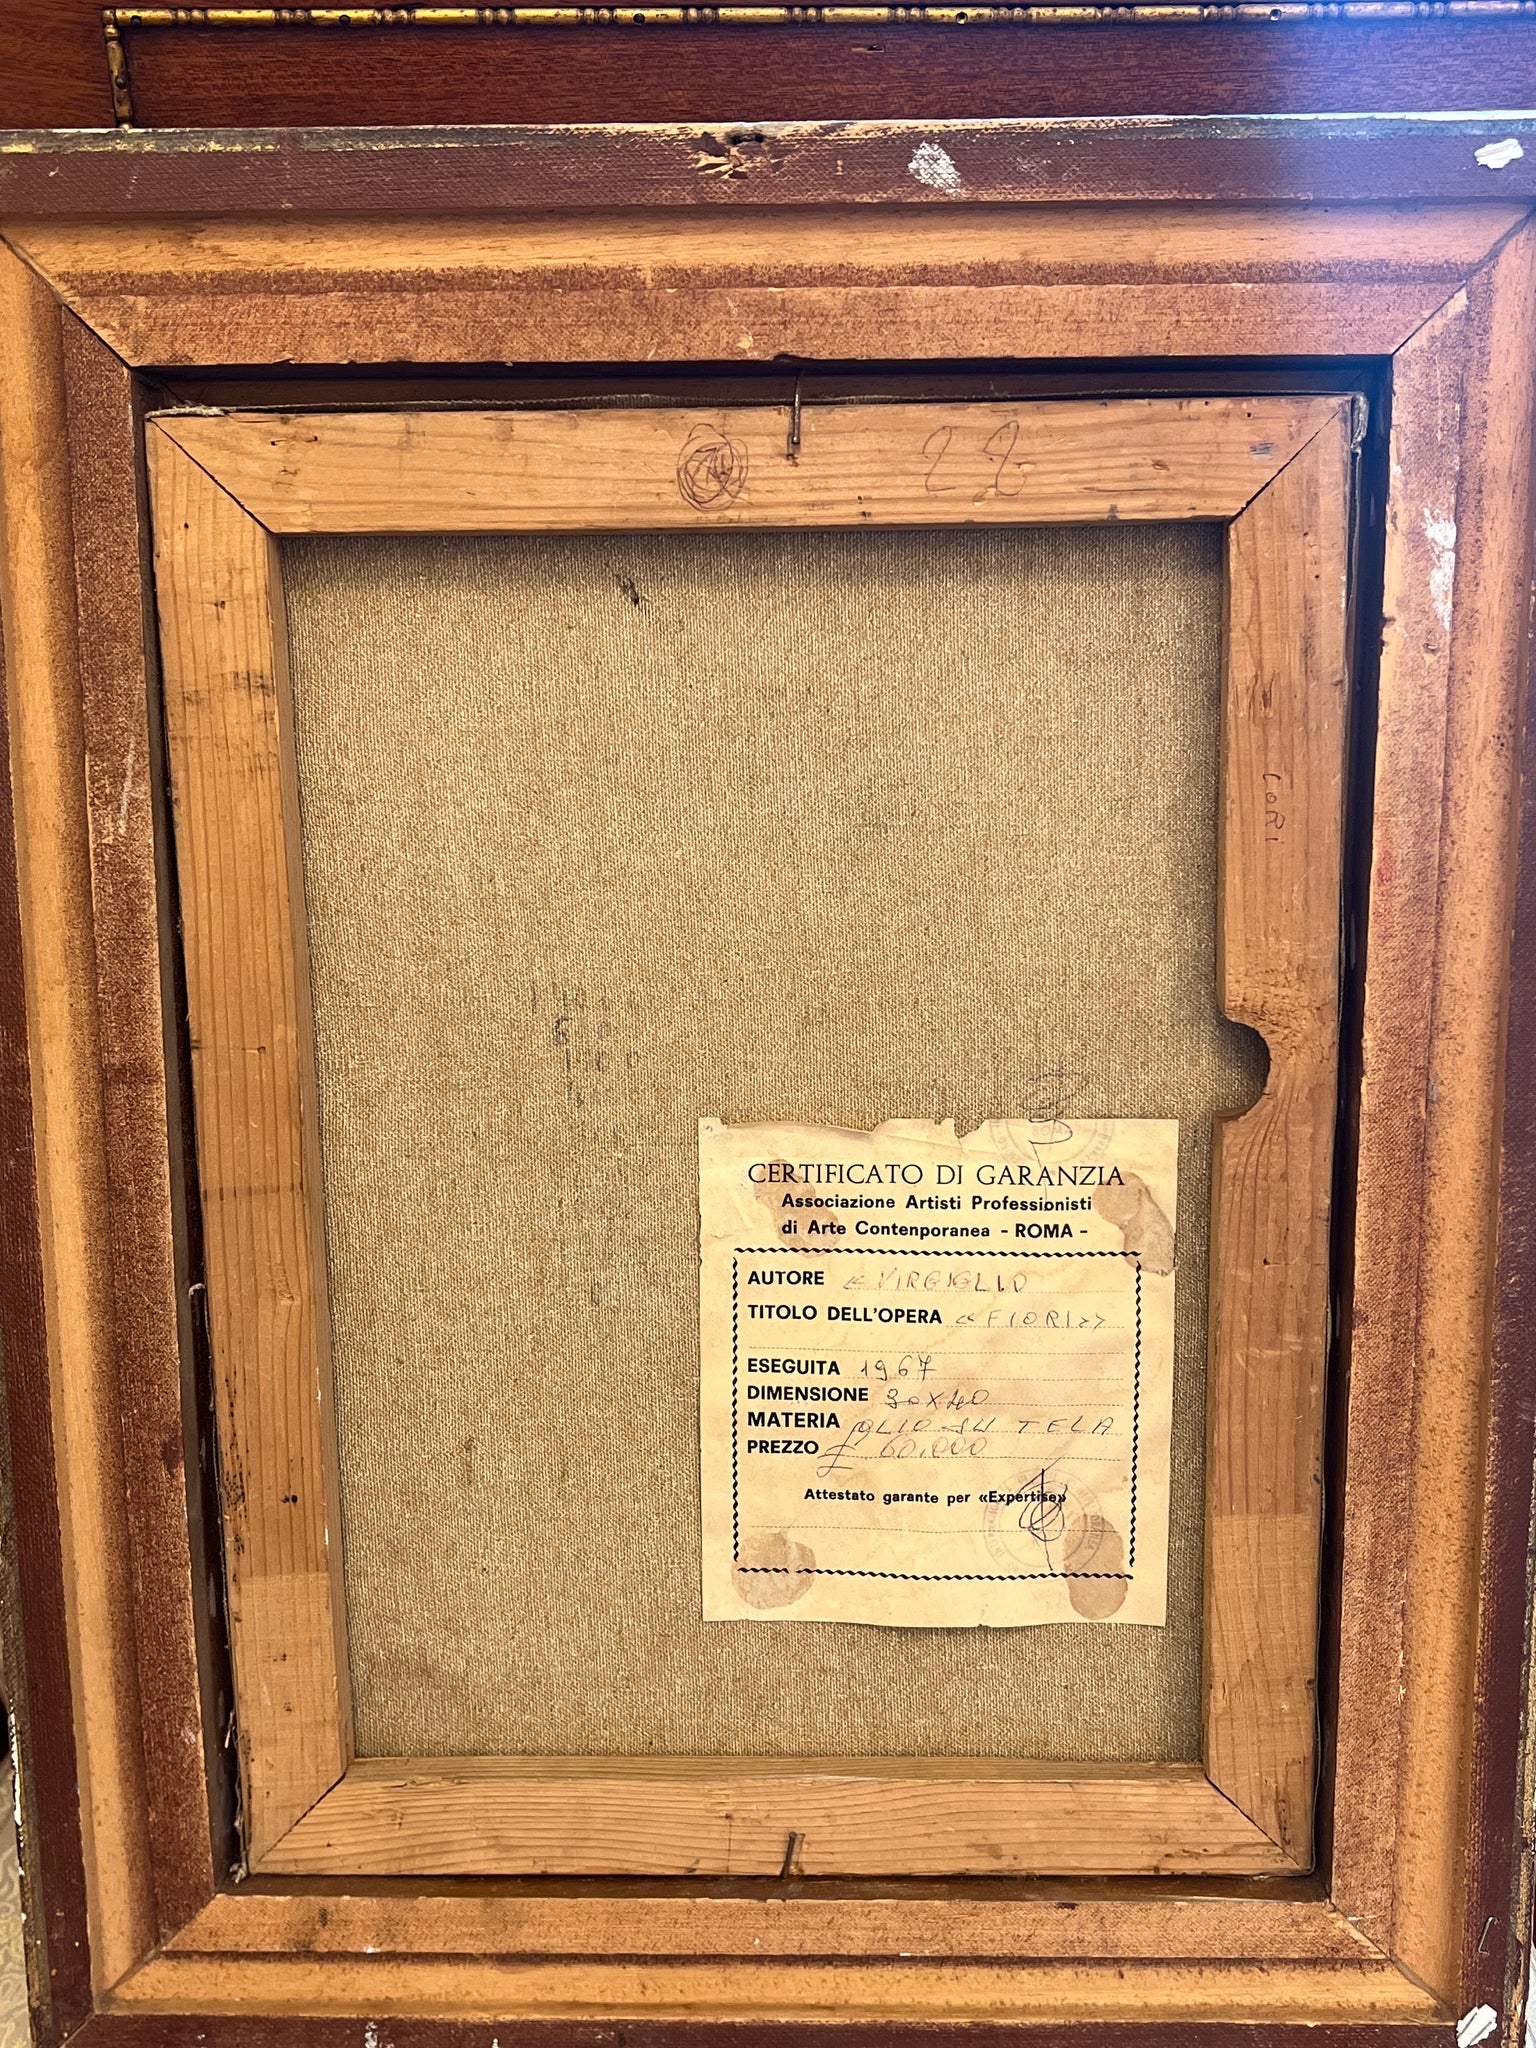 22
CORI
CERTIFICATO DI GARANZIA
Associazione Artisti Professionisti
di Arte Contenporanea - ROMA -
AUTORE « VIRGIGLIO
TITOLO DELL'OPERA «FIORI»
ESEGUITA 1967
DIMENSIONE 30X40
MATERIA OLIO SU TELA
PREZZO £ 60.000
Attestato garante per «Expertise»